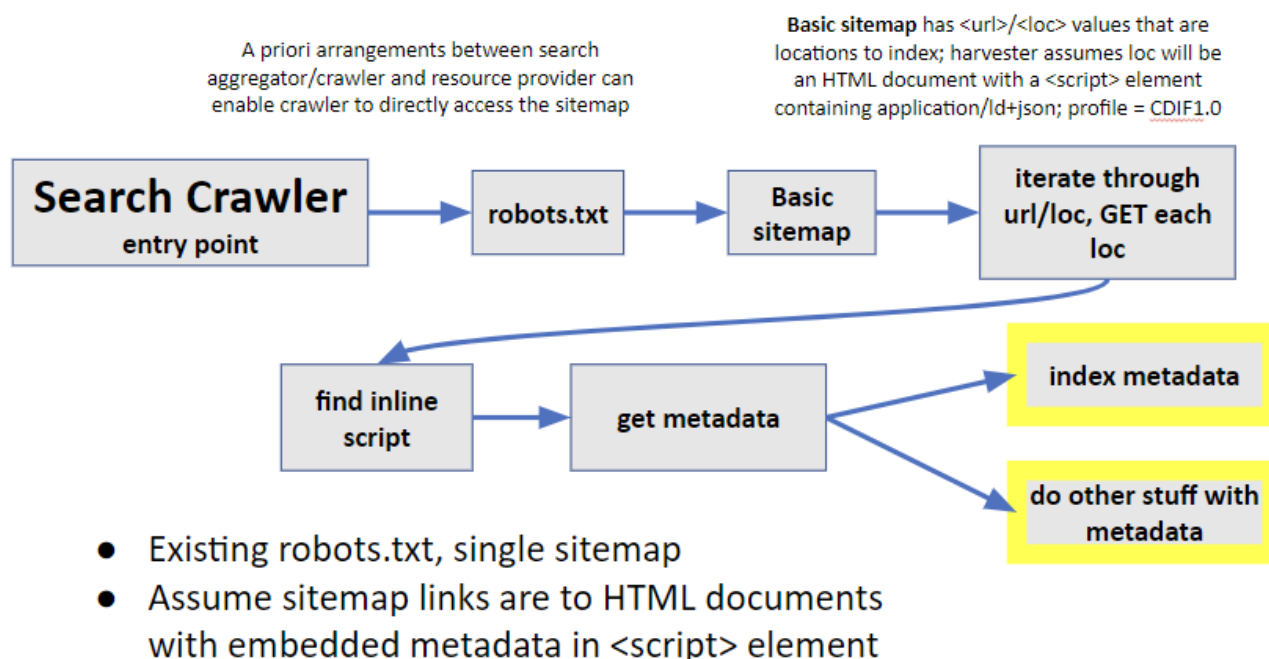 A priori arrangements between search
aggregator/crawler and resource provider can
enable crawler to directly access the sitemap
Basic sitemap has <url>/<loc> values that are
locations to index; harvester assumes loc will be
an HTML document with a <script> element
containing application/ld+json; profile = CDIF1.0
Search Crawler
entry point
robots.txt
Basic
sitemap
iterate through
url/loc, GET each
loc
find inline
script
get metadata
index metadata
do other stuff with
metadata
● Existing robots.txt, single sitemap
● Assume sitemap links are to HTML documents
with embedded metadata in <script> element